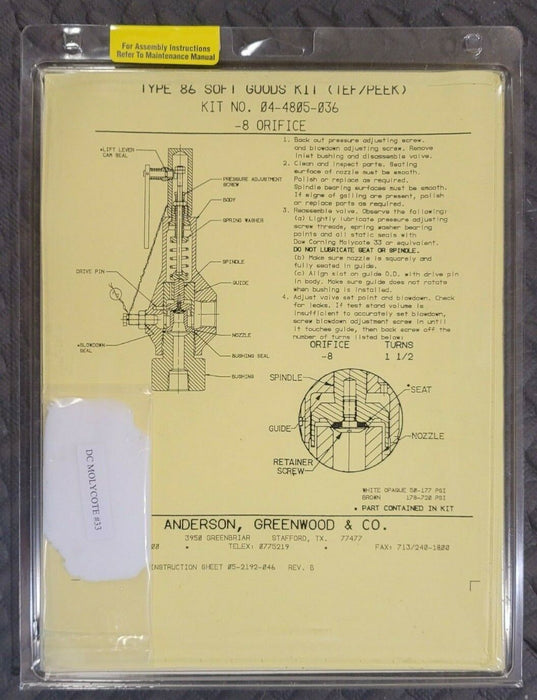 For Assembly Instructions
Refer To Maintenance Manual
TYPE 86 SOFT GOODS KIT (TEF/PEEK)
KIT NO. 04-4805-036
-8 ORIFICE
*LIFT LEVER
CAM SEAL
PRESSURE ADJUSTMENT
SCREW
BODY
SPRING WASHER
SPINDLE
GUIDE
DRIVE PIN
NOZZLE
*BLOWDOWN
SEAL
BUSHING SEAL
BUSHING
1. Back out pressure adjusting screw.
and blowdown adjusting screw. Remove
inlet bushing and disassemble valve.
2. Clean and inspect parts. Seating
surface of nozzle must be smooth.
Polish or replace as required.
Spindle bearing surfaces must be smooth.
If signs of galling are present, polish
or replace parts as required.
3. Reassemble valve. Observe the following:
(a) Lightly lubricate pressure adjusting
screw threads, spring washer bearing
points and all static seals with
Dow Corning Molycote 33 or equivalent.
DO NOT LUBRICATE SEAT OR SPINDLE.
(b) Make sure nozzle is squarely and
fully seated in guide.
(c) Align slot on guide O.D. with drive pin
in body. Make sure guide does not rotate
when bushing is installed.
4. Adjust valve set point and blowdown. Check
for leaks. If test stand volume is
insufficient to accurately set blowdown,
screw blowdown adjustment screw in until
it touches guide, then back screw off the
number of turns listed below:
ORIFICE TURNS
-8 1 1/2
SPINDLE
*SEAT
GUIDE
NOZZLE
RETAINER
SCREW
WHITE OPAQUE 50-177 PSI
BROWN 178-720 PSI
* PART CONTAINED IN KIT
DC MOLYCOTE #33
ANDERSON, GREENWOOD & CO.
3950 GREENBRIAR STAFFORD, TX. 77477
00 * TELEX: 0775219 * FAX: 713/240-1800
INSTRUCTION SHEET 05-2192-046 REV. B